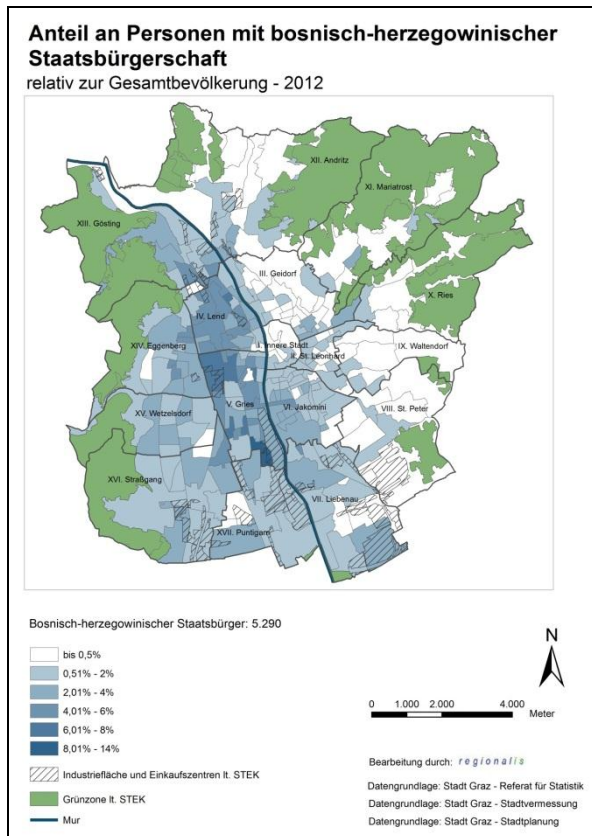 Anteil an Personen mit bosnisch-herzegowinischer
Staatsbürgerschaft
relativ zur Gesamtbevölkerung - 2012
XII. Andritz
XI. Mariatrost
XIII. Gösting
III. Geidorf
X. Ries
IV. Lend
I. Innere Stadt
IX. Waltendorf
XIV. Eggenberg
II. St. Leonhard
V. Gries
VI. Jakomini
VIII. St. Peter
XV. Wetzelsdorf
XVI. Straßgang
VII. Liebenau
XVII. Puntigam
Bosnisch-herzegowinischer Staatsbürger: 5.290
N
bis 0,5%
0,51% - 2%
2,01% - 4%
4,01% - 6%
6,01% - 8%
8,01% - 14%
0 1.000 2.000 4.000
Meter
Industriefläche und Einkaufszentren lt. STEK
Grünzone lt. STEK
Mur
Bearbeitung durch: regionalis
Datengrundlage: Stadt Graz - Referat für Statistik
Datengrundlage: Stadt Graz - Stadtvermessung
Datengrundlage: Stadt Graz - Stadtplanung